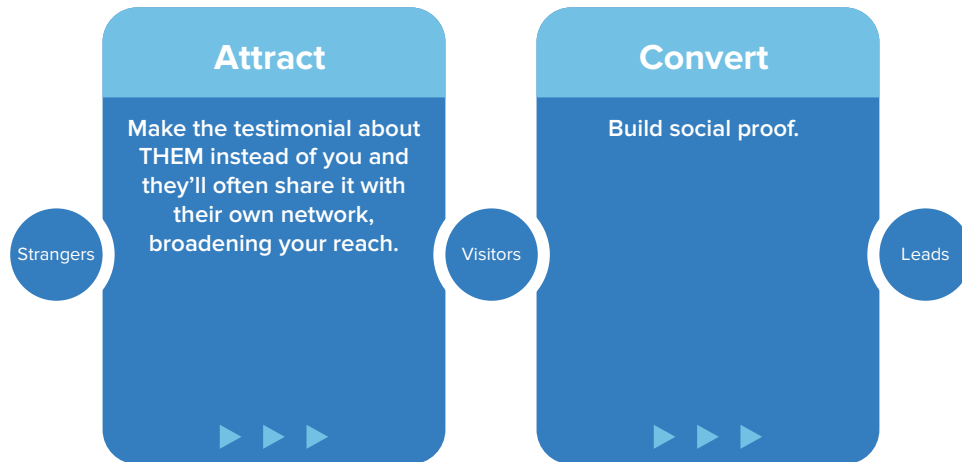 Attract
Make the testimonial about
THEM instead of you and
they’ll often share it with
their own network,
broadening your reach.
Convert
Build social proof.
Strangers
Visitors
Leads